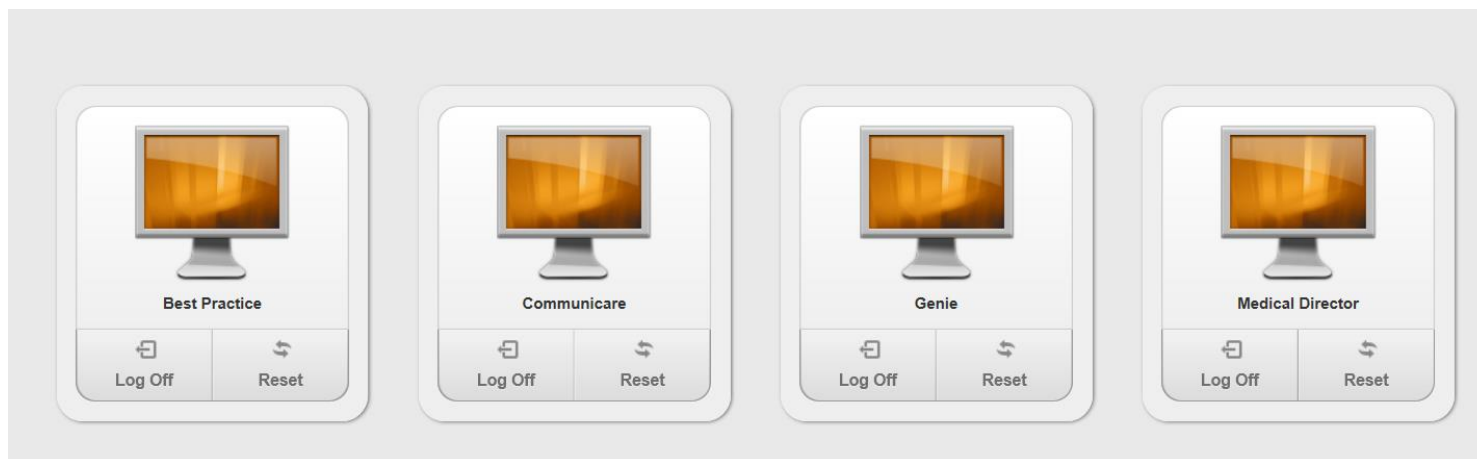 Best Practice
Communicare
Genie
Medical Director
Log Off Reset
Log Off Reset
Log Off Reset
Log Off Reset